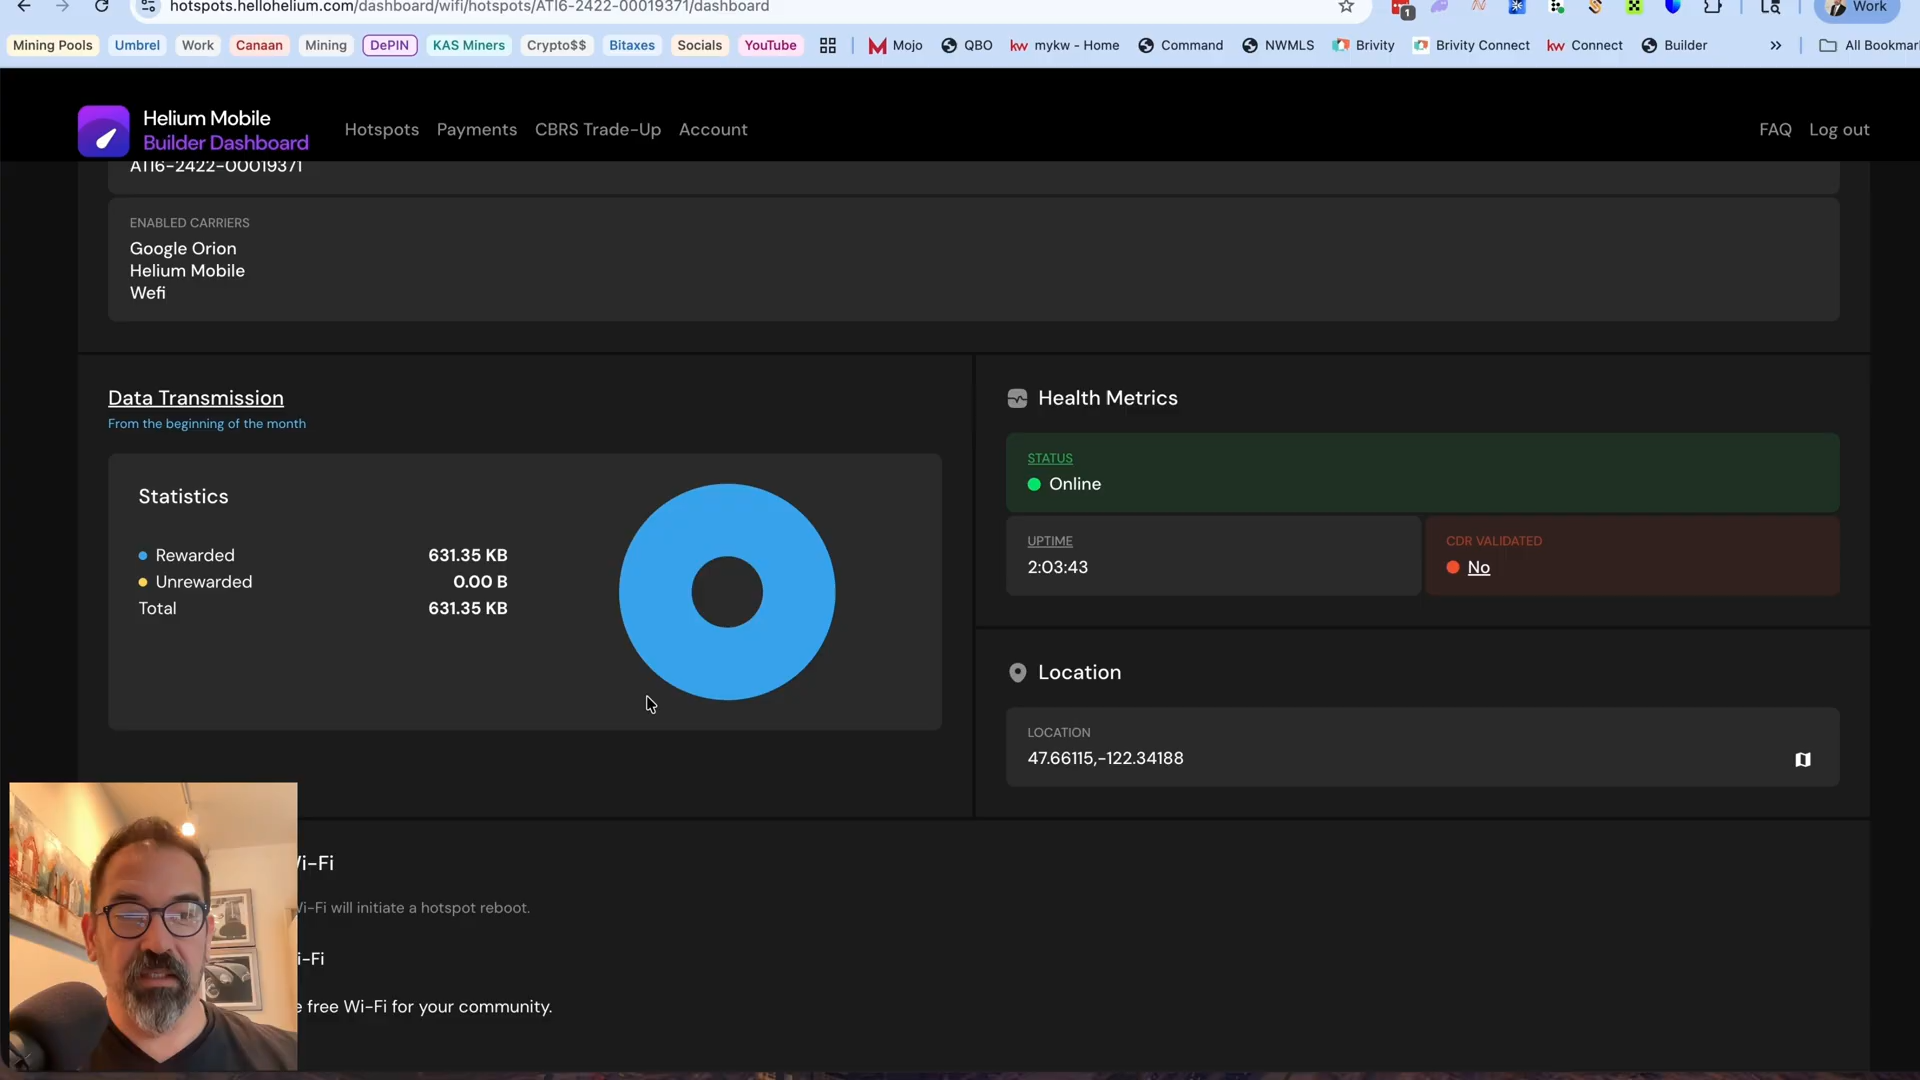 hotspots.hellohelium.com/dashboard/wifi/hotspots/ATI6-2422-00019371/dashboard
1
Work
Mining Pools Umbrel Work Canaan Mining DePIN KAS Miners Crypto$$ Bitaxes Socials YouTube Mojo QBO kw mykw - Home Command NWMLS Brivity Brivity Connect kw Connect Builder All Bookmar
Helium Mobile
Builder Dashboard
Hotspots Payments CBRS Trade-Up Account
FAQ Log out
ATI6-2422-00019371
ENABLED CARRIERS
Google Orion
Helium Mobile
Wefi
Data Transmission
From the beginning of the month
Statistics
Rewarded 631.35 KB
Unrewarded 0.00 B
Total 631.35 KB
Health Metrics
STATUS
Online
UPTIME
2:03:43
CDR VALIDATED
No
Location
LOCATION
47.66115,-122.34188
i-Fi
i-Fi will initiate a hotspot reboot.
i-Fi
e free Wi-Fi for your community.